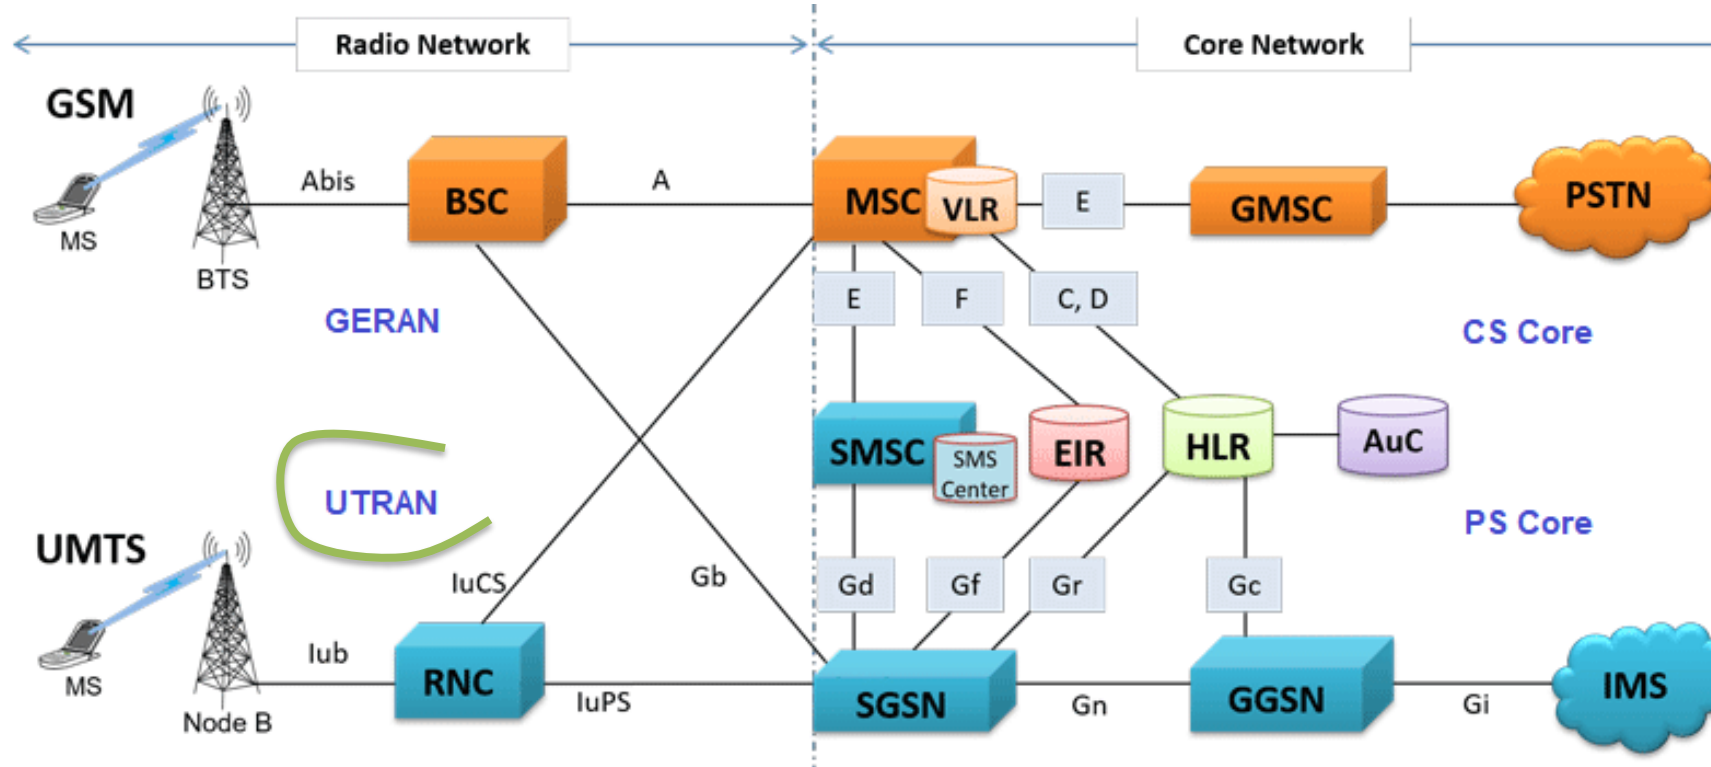 Radio Network
Core Network
GSM
MS
BTS
Abis
BSC
A
MSC
VLR
E
GMSC
PSTN
GERAN
E
F
C, D
CS Core
UTRAN
SMSC
SMS
Center
EIR
HLR
AuC
PS Core
UMTS
MS
Node B
Iub
IuCS
RNC
IuPS
Gb
Gd
Gf
Gr
Gc
SGSN
Gn
GGSN
Gi
IMS